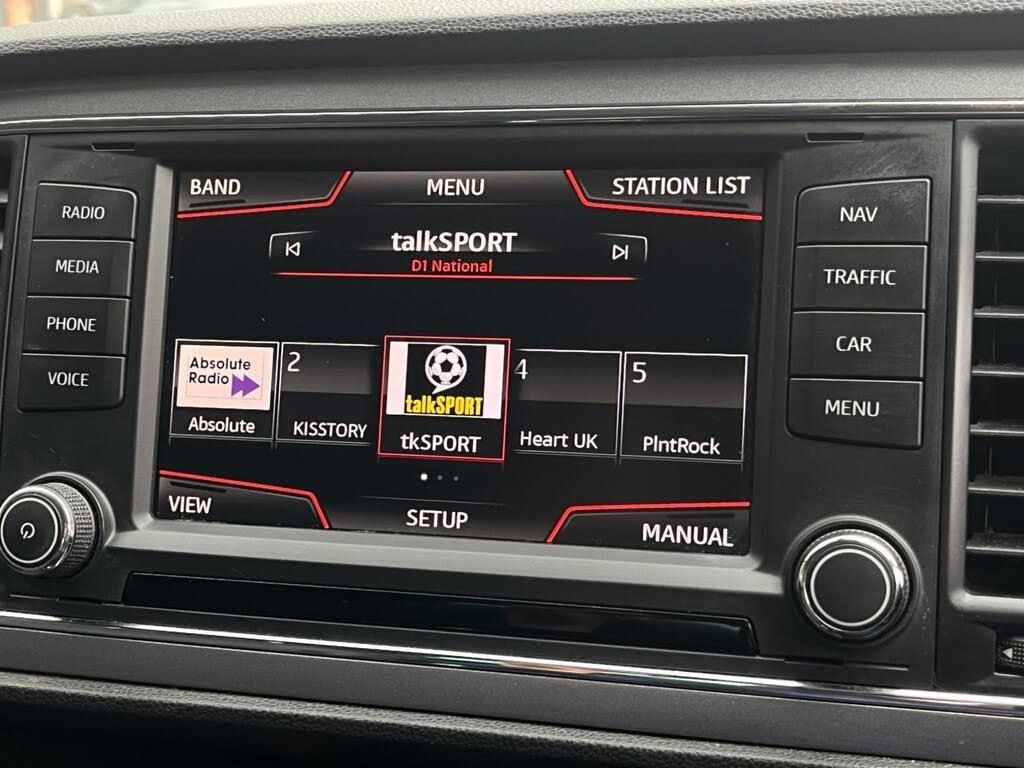 BAND
MENU
STATION LIST
talkSPORT
D1 National
RADIO
MEDIA
PHONE
VOICE
NAV
TRAFFIC
CAR
MENU
Absolute
Radio
Absolute
2
KISSTORY
talkSPORT
tkSPORT
4
Heart UK
5
PlntRock
VIEW
SETUP
MANUAL